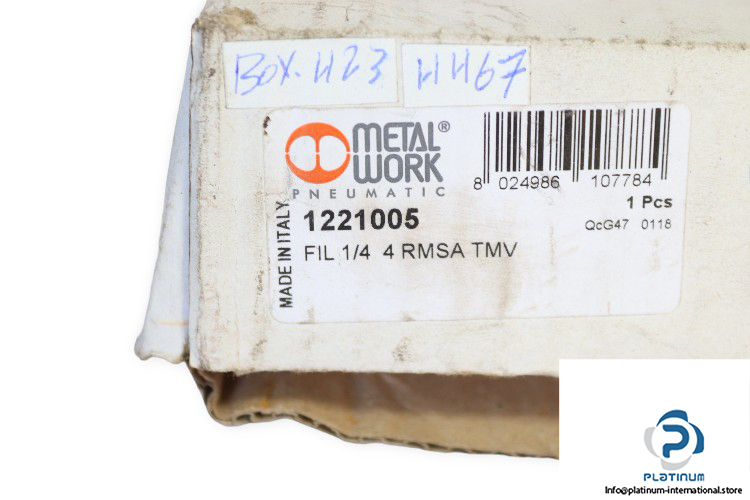 BOX. H23 HH67
METAL®
WORK
PNEUMATIC
8 024986 107784
1 Pcs
1221005
QcG47 0118
FIL 1/4 4 RMSA TMV
MADE IN ITALY
PLATINUM
Info@platinum-international.store